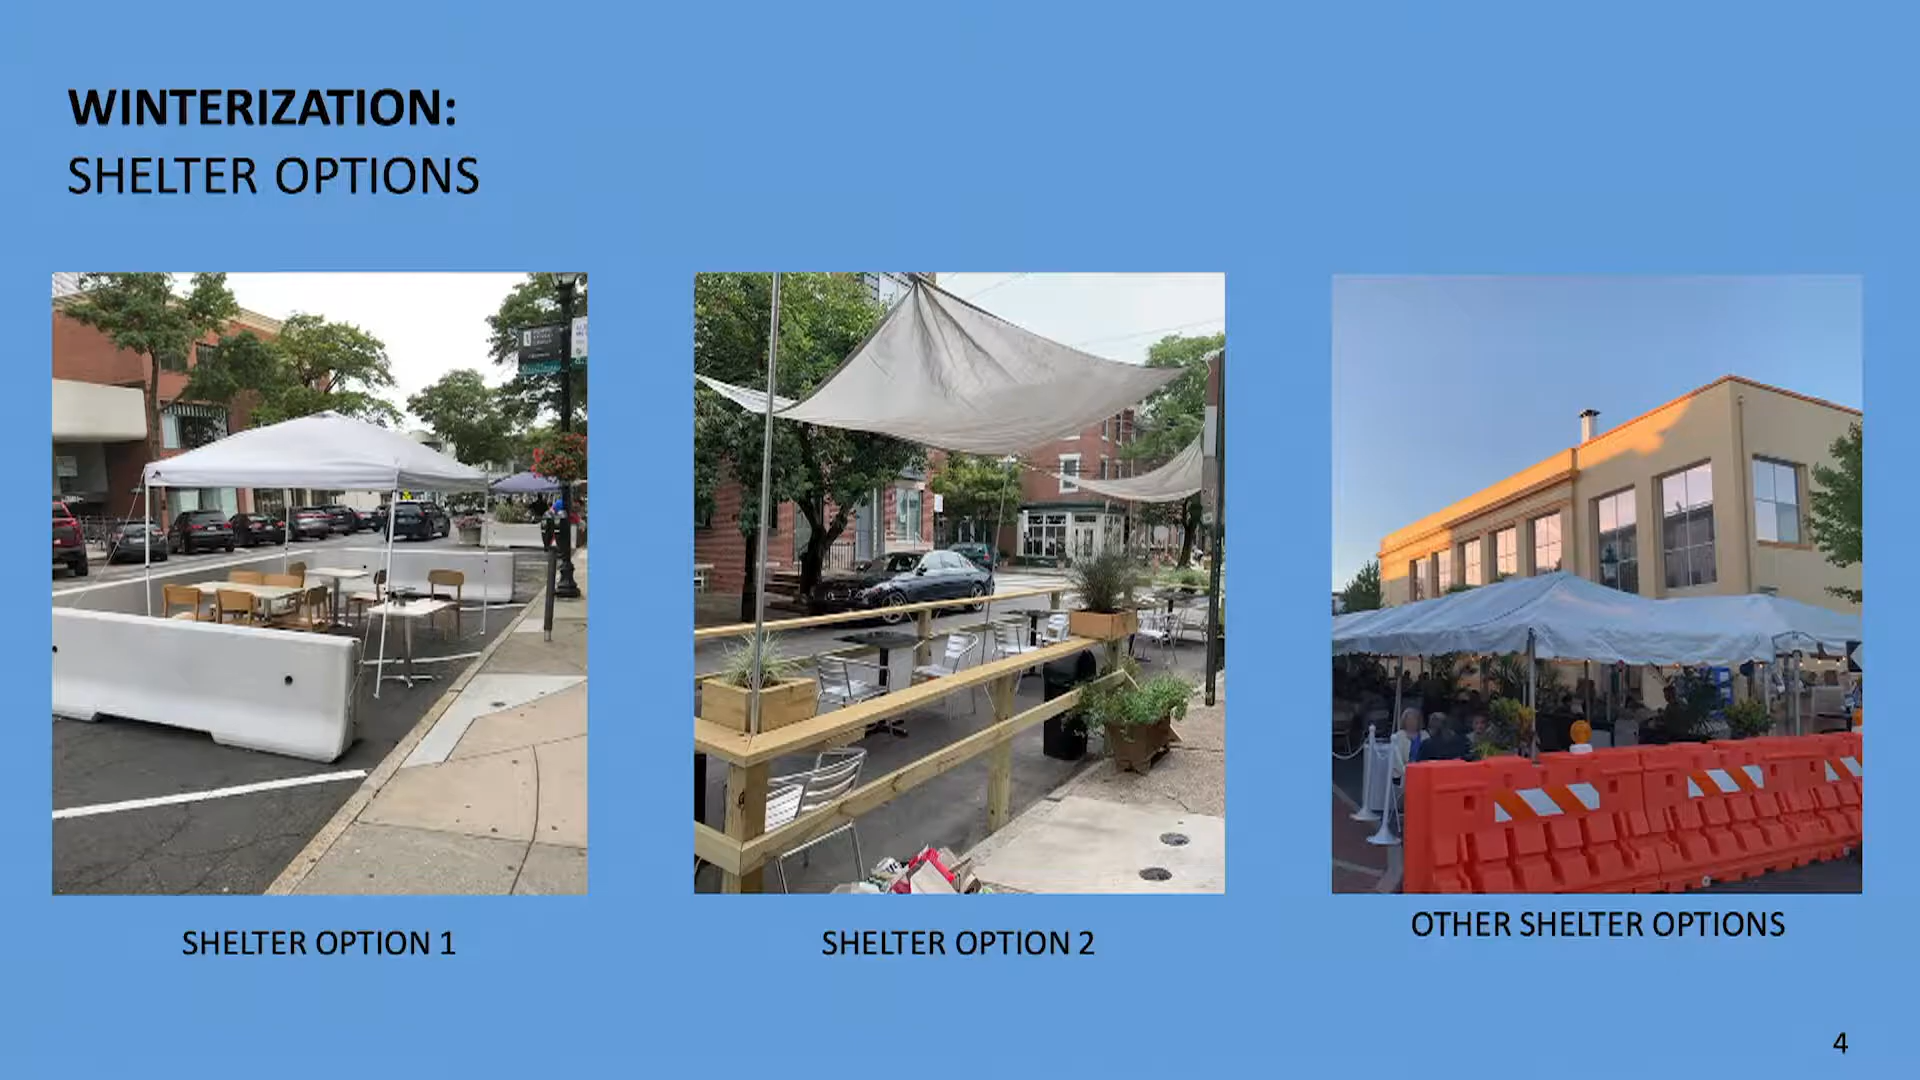 WINTERIZATION:
SHELTER OPTIONS
SHELTER OPTION 1
SHELTER OPTION 2
OTHER SHELTER OPTIONS
4